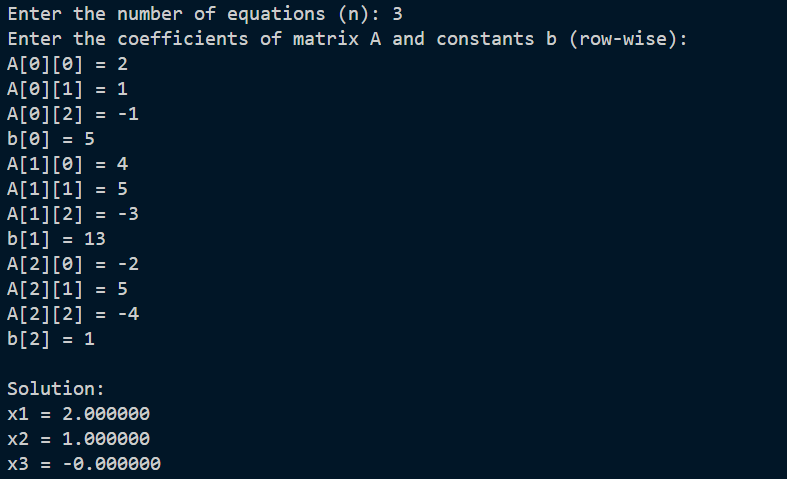 Enter the number of equations (n): 3
Enter the coefficients of matrix A and constants b (row-wise):
A[0][0] = 2
A[0][1] = 1
A[0][2] = -1
b[0] = 5
A[1][0] = 4
A[1][1] = 5
A[1][2] = -3
b[1] = 13
A[2][0] = -2
A[2][1] = 5
A[2][2] = -4
b[2] = 1
Solution:
x1 = 2.000000
x2 = 1.000000
x3 = -0.000000